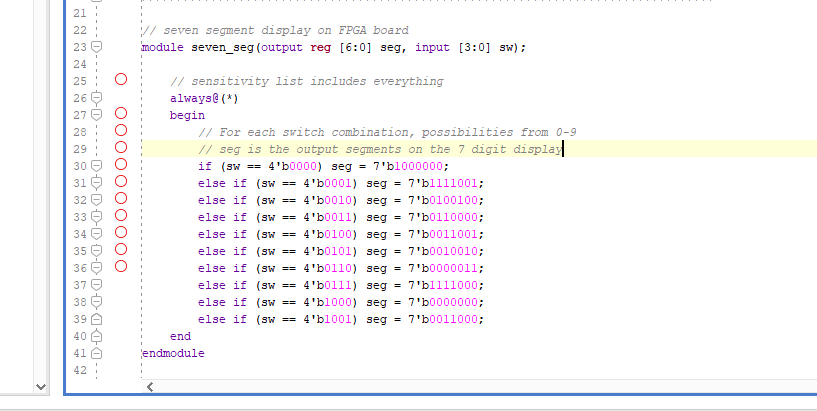 21
22 // seven segment display on FPGA board
23 module seven_seg(output reg [6:0] seg, input [3:0] sw);
24
25 // sensitivity list includes everything
26 always@(*)
27 begin
28 // For each switch combination, possibilities from 0-9
29 // seg is the output segments on the 7 digit display
30 if (sw == 4'b0000) seg = 7'b1000000;
31 else if (sw == 4'b0001) seg = 7'b1111001;
32 else if (sw == 4'b0010) seg = 7'b0100100;
33 else if (sw == 4'b0011) seg = 7'b0110000;
34 else if (sw == 4'b0100) seg = 7'b0011001;
35 else if (sw == 4'b0101) seg = 7'b0010010;
36 else if (sw == 4'b0110) seg = 7'b0000011;
37 else if (sw == 4'b0111) seg = 7'b1111000;
38 else if (sw == 4'b1000) seg = 7'b0000000;
39 else if (sw == 4'b1001) seg = 7'b0011000;
40 end
41 endmodule
42